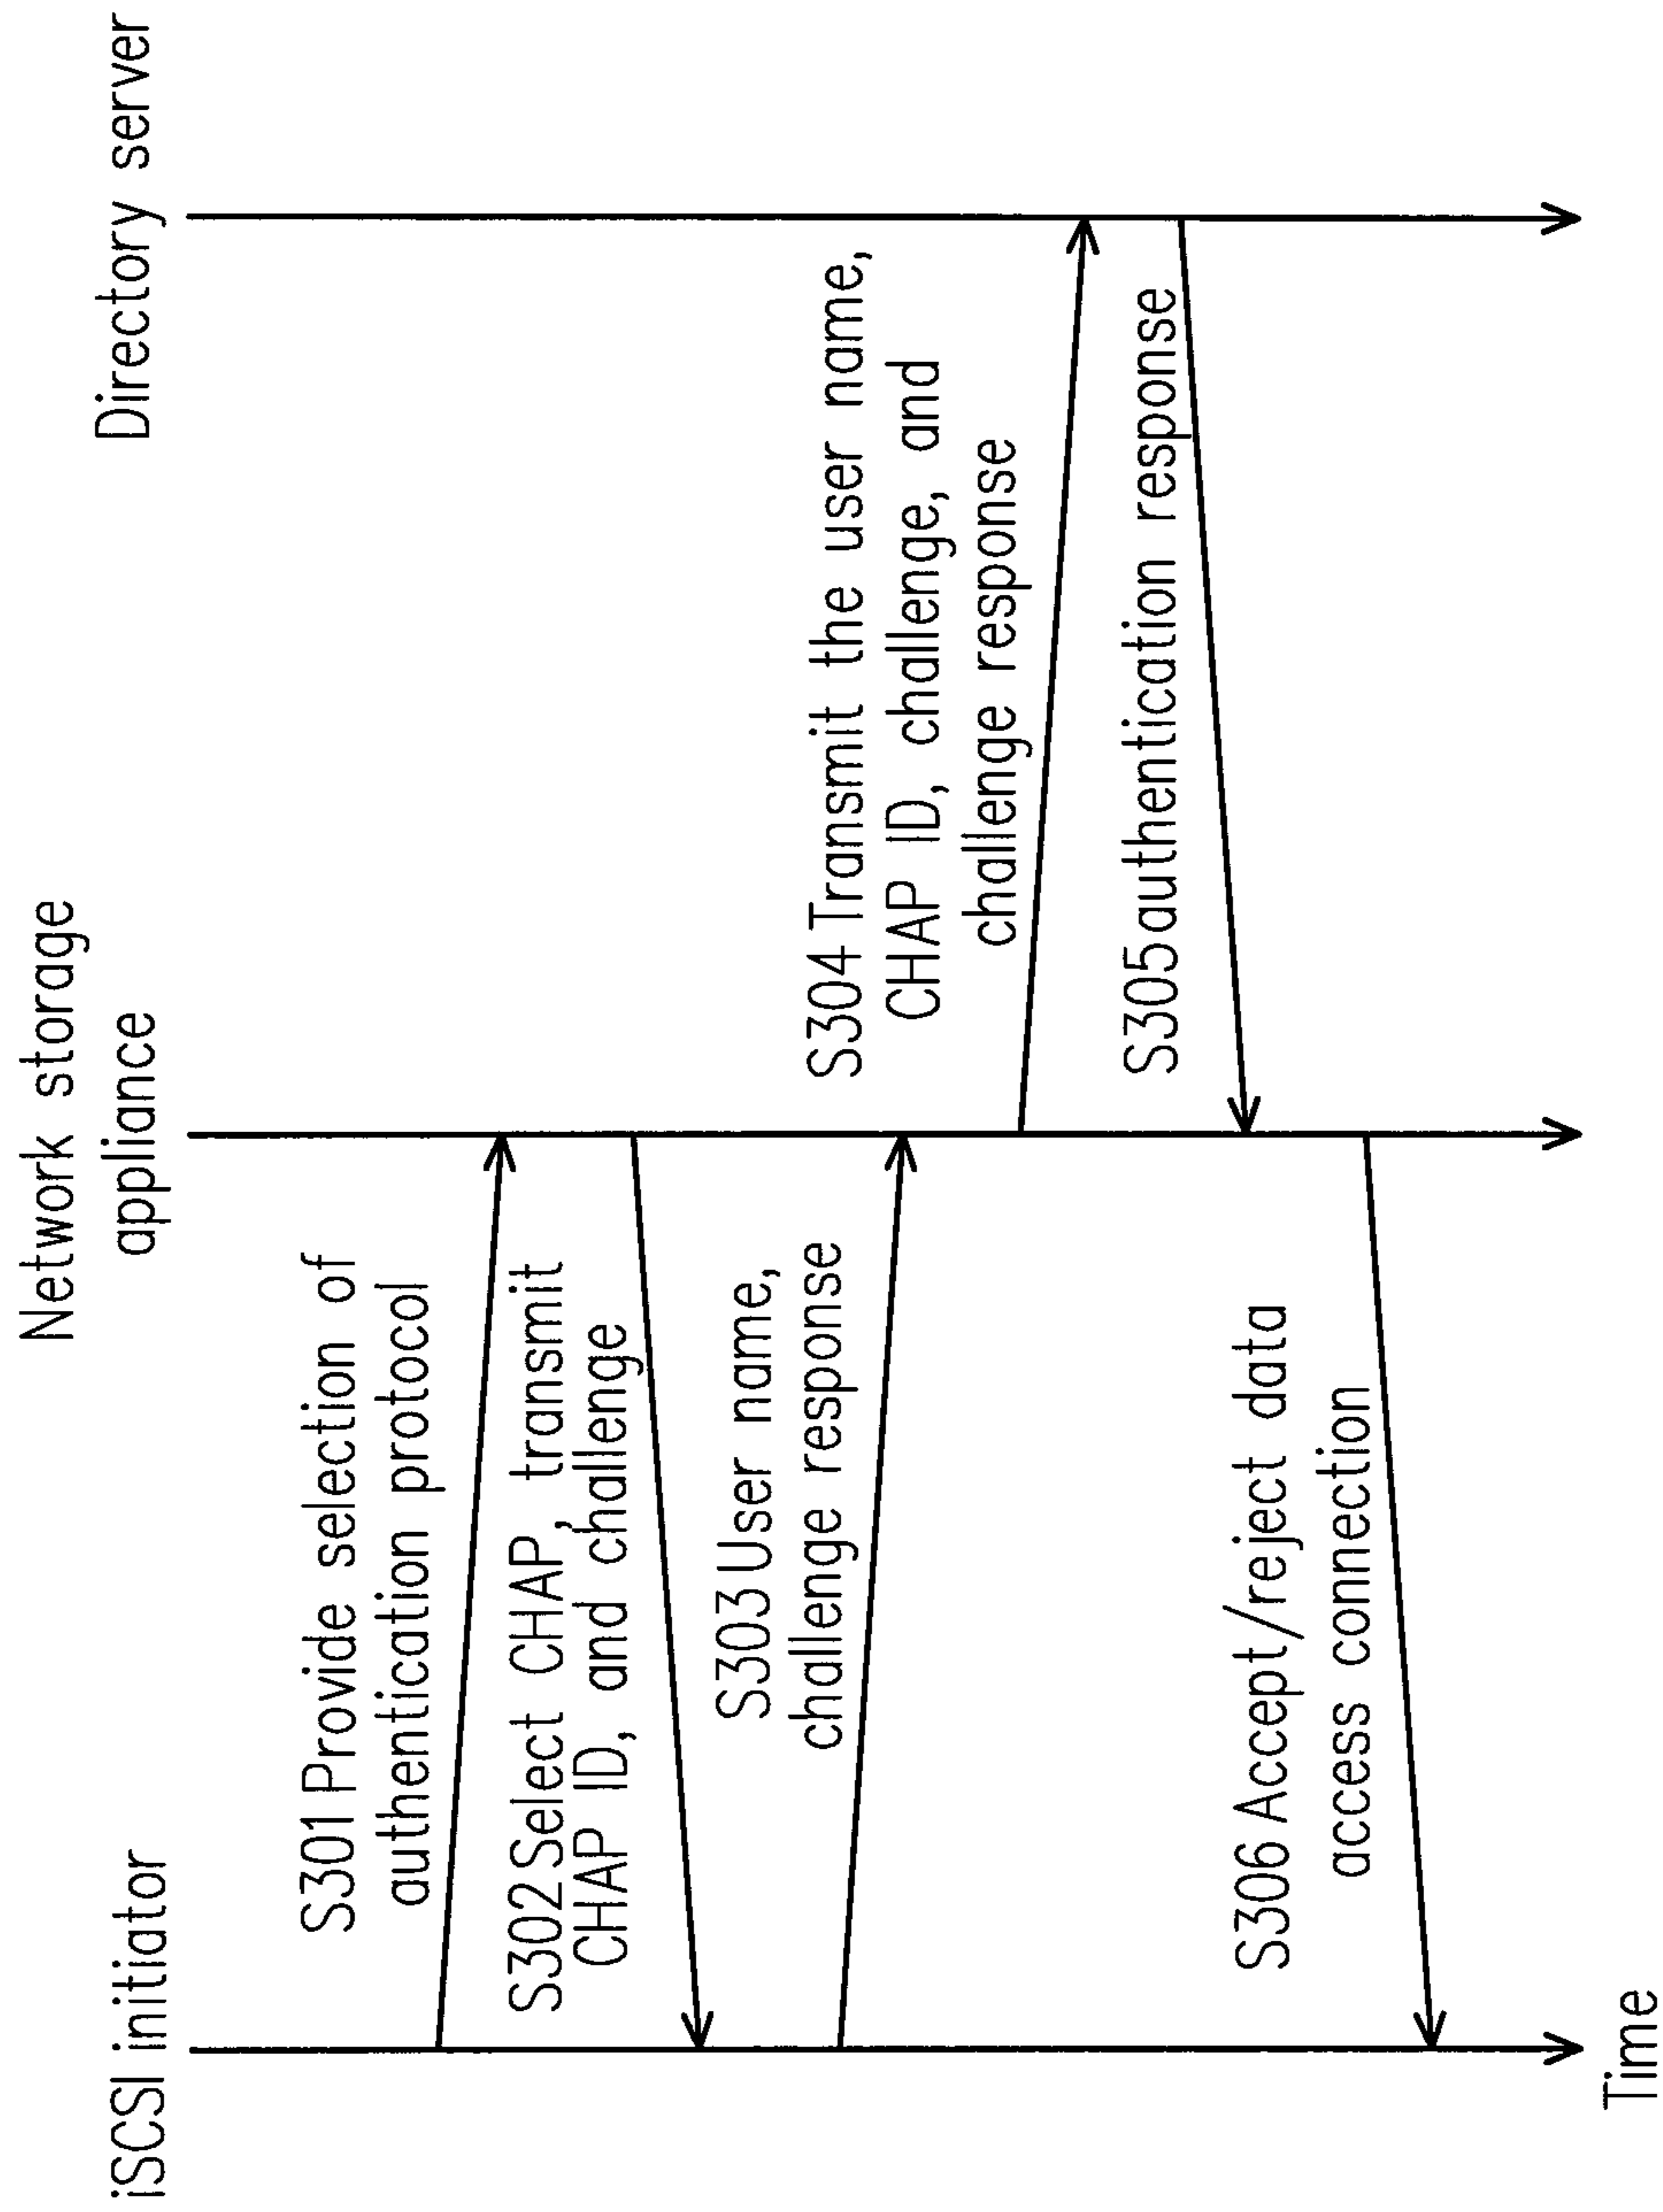 iSCSI initiator
Network storage
appliance
Directory server
S301 Provide selection of
authentication protocol
S302 Select CHAP, transmit
CHAP ID, and challenge
S303 User name,
challenge response
S304 Transmit the user name,
CHAP ID, challenge, and
challenge response
S305 authentication response
S306 Accept/reject data
access connection
Time